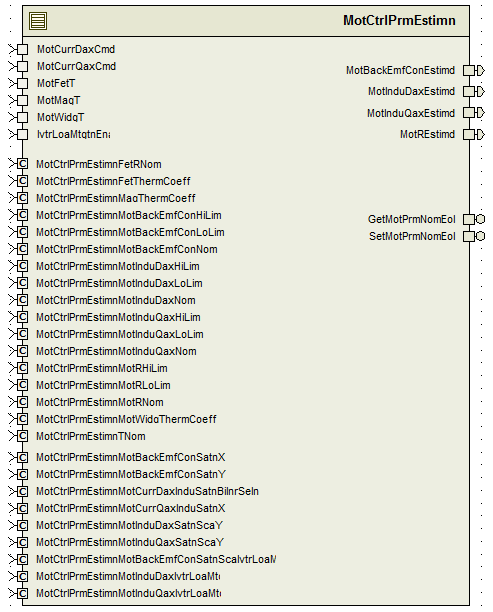 MotCtrlPrmEstimn
MotCurrDaxCmd
MotCurrQaxCmd
MotFetT
MotMagT
MotWidgT
IvtrLoaMtgtnEna
MotBackEmfConEstimd
MotInduDaxEstimd
MotInduQaxEstimd
MotREstimd
C MotCtrlPrmEstimnFetRNom
C MotCtrlPrmEstimnFetThermCoeff
C MotCtrlPrmEstimnMagThermCoeff
C MotCtrlPrmEstimnMotBackEmfConHiLim
C MotCtrlPrmEstimnMotBackEmfConLoLim
C MotCtrlPrmEstimnMotBackEmfConNom
C MotCtrlPrmEstimnMotInduDaxHiLim
C MotCtrlPrmEstimnMotInduDaxLoLim
C MotCtrlPrmEstimnMotInduDaxNom
C MotCtrlPrmEstimnMotInduQaxHiLim
C MotCtrlPrmEstimnMotInduQaxLoLim
C MotCtrlPrmEstimnMotInduQaxNom
C MotCtrlPrmEstimnMotRHiLim
C MotCtrlPrmEstimnMotRLoLim
C MotCtrlPrmEstimnMotRNom
C MotCtrlPrmEstimnMotWidgThermCoeff
C MotCtrlPrmEstimnTNom
GetMotPrmNomEol
SetMotPrmNomEol
C MotCtrlPrmEstimnMotBackEmfConSatnX
C MotCtrlPrmEstimnMotBackEmfConSatnY
C MotCtrlPrmEstimnMotCurrDaxInduSatnBilnrSeln
C MotCtrlPrmEstimnMotCurrQaxInduSatnX
C MotCtrlPrmEstimnMotInduDaxSatnScaY
C MotCtrlPrmEstimnMotInduQaxSatnScaY
C MotCtrlPrmEstimnMotBackEmfConSatnScaIvtrLoaM
C MotCtrlPrmEstimnMotInduDaxIvtrLoaMt
C MotCtrlPrmEstimnMotInduQaxIvtrLoaMt